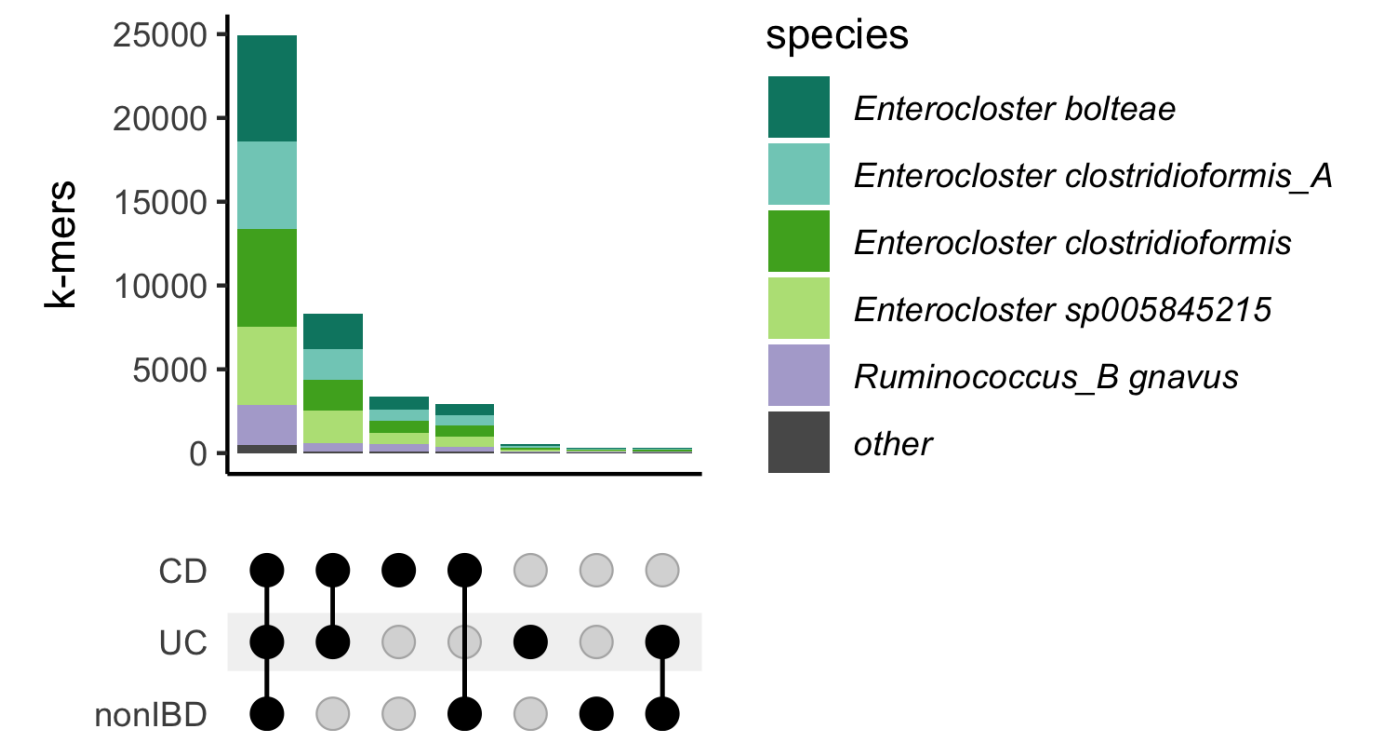 25000
20000
15000
10000
5000
0
k-mers
species
Enterocloster bolteae
Enterocloster clostridioformis_A
Enterocloster clostridioformis
Enterocloster sp005845215
Ruminococcus_B gnavus
other
CD
UC
nonIBD